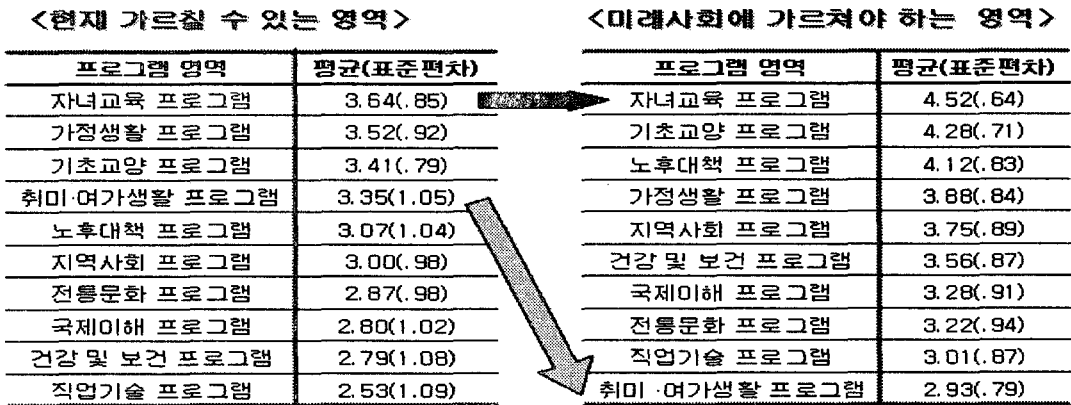 <현재 가르칠 수 있는 영역>
프로그램 영역 평균(표준편차)
자녀교육 프로그램 3.64(.85)
가정생활 프로그램 3.52(.92)
기초교양 프로그램 3.41(.79)
취미·여가생활 프로그램 3.35(1.05)
노후대책 프로그램 3.07(1.04)
지역사회 프로그램 3.00(.98)
전통문화 프로그램 2.87(.98)
국제이해 프로그램 2.80(1.02)
건강 및 보건 프로그램 2.79(1.08)
직업기술 프로그램 2.53(1.09)
<미래사회에 가르쳐야 하는 영역>
프로그램 영역 평균(표준편차)
자녀교육 프로그램 4.52(.64)
기초교양 프로그램 4.28(.71)
노후대책 프로그램 4.12(.83)
가정생활 프로그램 3.88(.84)
지역사회 프로그램 3.75(.89)
건강 및 보건 프로그램 3.56(.87)
국제이해 프로그램 3.28(.91)
전통문화 프로그램 3.22(.94)
직업기술 프로그램 3.01(.87)
취미·여가생활 프로그램 2.93(.79)